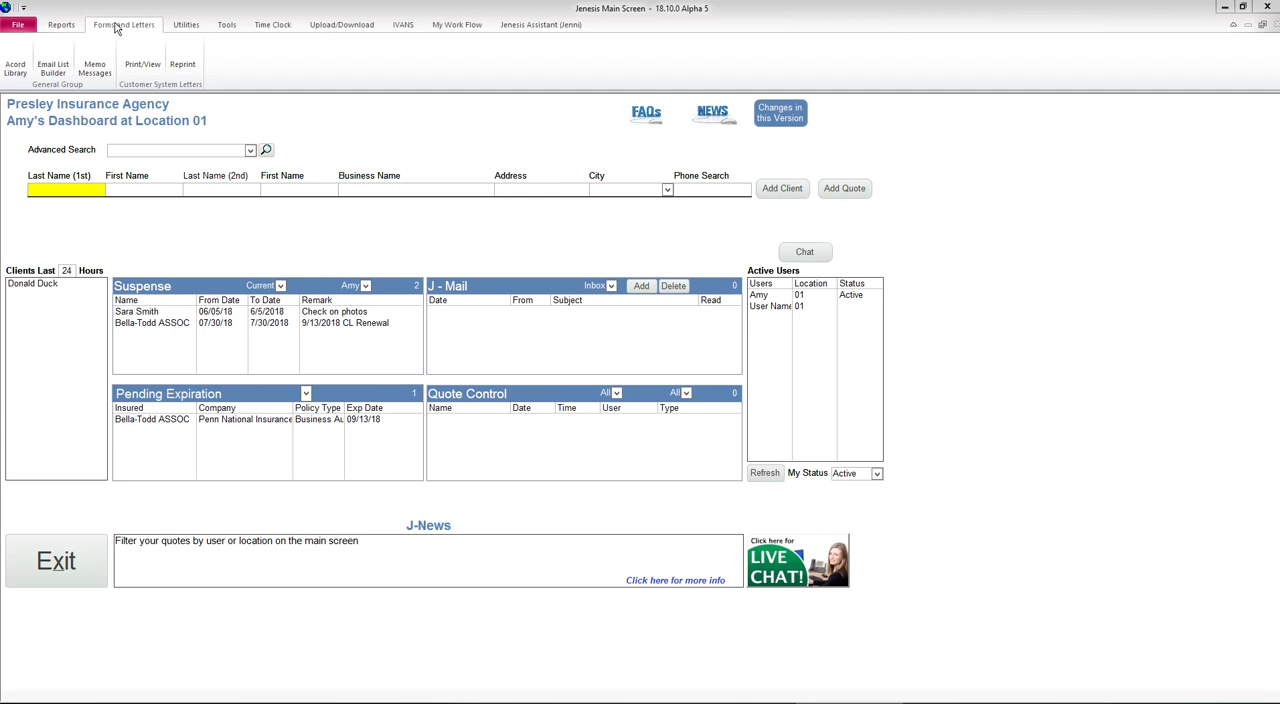 Jenesis Main Screen - 18.10.0 Alpha 5
File Reports Forms and Letters Utilities Tools Time Clock Upload/Download IVANS My Work Flow Jenesis Assistant (Jenni)
Acord Library Email List Builder Memo Messages Print/View Reprint
General Group Customer System Letters
Presley Insurance Agency
Amy's Dashboard at Location 01
FAQs NEWS Changes in this Version
Advanced Search
Last Name (1st) First Name Last Name (2nd) First Name Business Name Address City Phone Search
Add Client Add Quote
Chat
Clients Last 24 Hours
Donald Duck
Suspense Current Amy 2
Name From Date To Date Remark
Sara Smith 06/05/18 6/5/2018 Check on photos
Bella-Todd ASSOC 07/30/18 7/30/2018 9/13/2018 CL Renewal
J - Mail Inbox Add Delete 0
Date From Subject Read
Active Users
Users Location Status
Amy 01 Active
User Name 01
Pending Expiration 1
Insured Company Policy Type Exp Date
Bella-Todd ASSOC Penn National Insurance Business Au 09/13/18
Quote Control All All 0
Name Date Time User Type
Refresh My Status Active
J-News
Exit
Filter your quotes by user or location on the main screen
Click here for more info
Click here for
LIVE
CHAT!